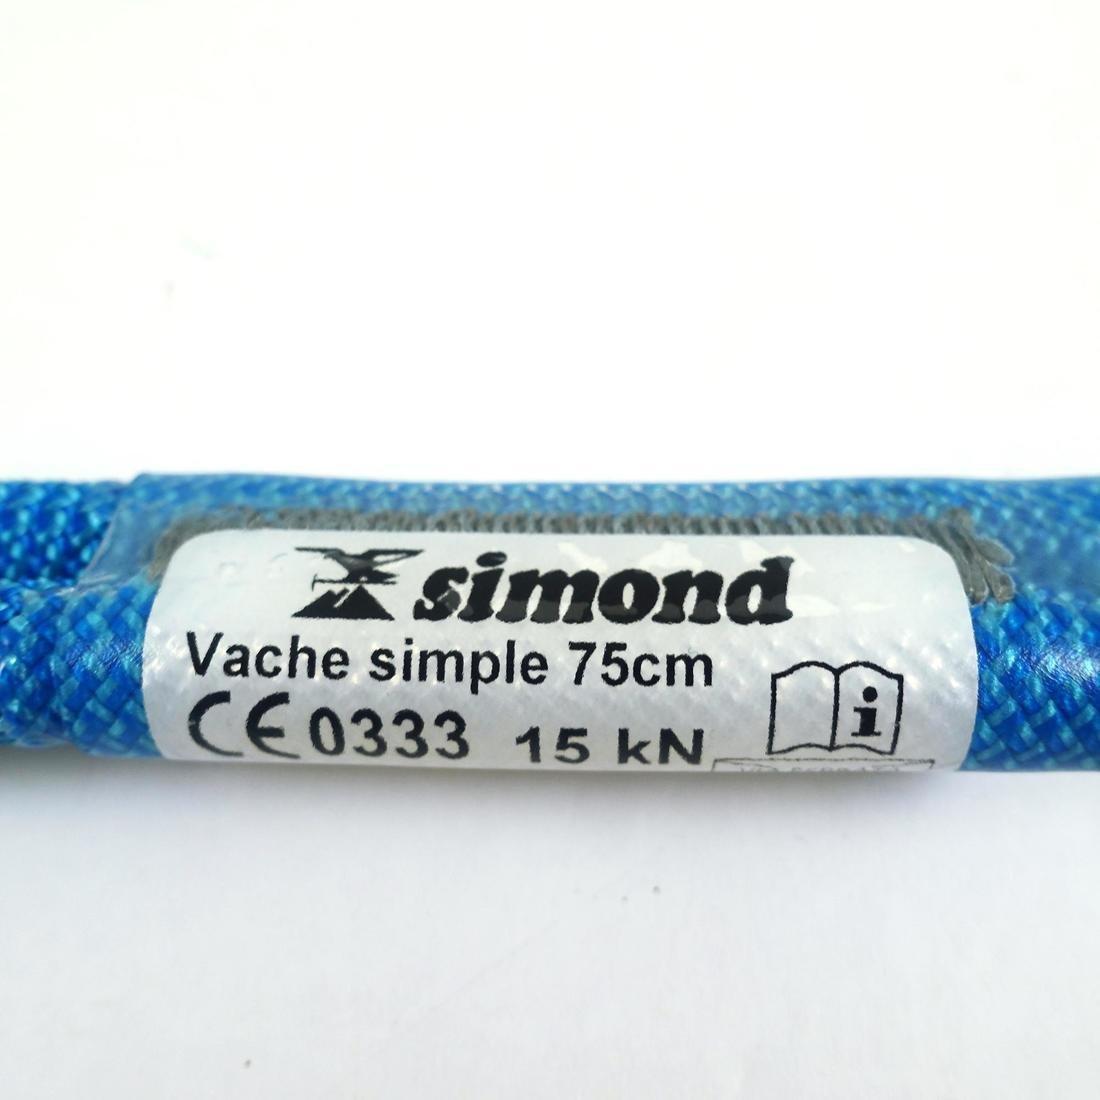 simond
Vache simple 75cm
CE 0333 15 kN
i